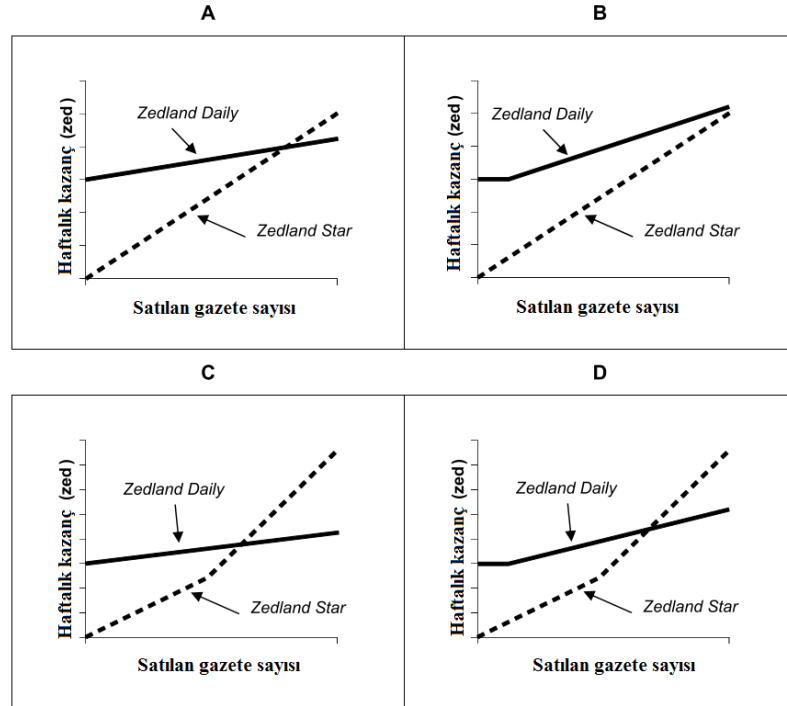 A
Haftalık kazanç (zed)
Zedland Daily
Zedland Star
Satılan gazete sayısı
B
Haftalık kazanç (zed)
Zedland Daily
Zedland Star
Satılan gazete sayısı
C
Haftalık kazanç (zed)
Zedland Daily
Zedland Star
Satılan gazete sayısı
D
Haftalık kazanç (zed)
Zedland Daily
Zedland Star
Satılan gazete sayısı